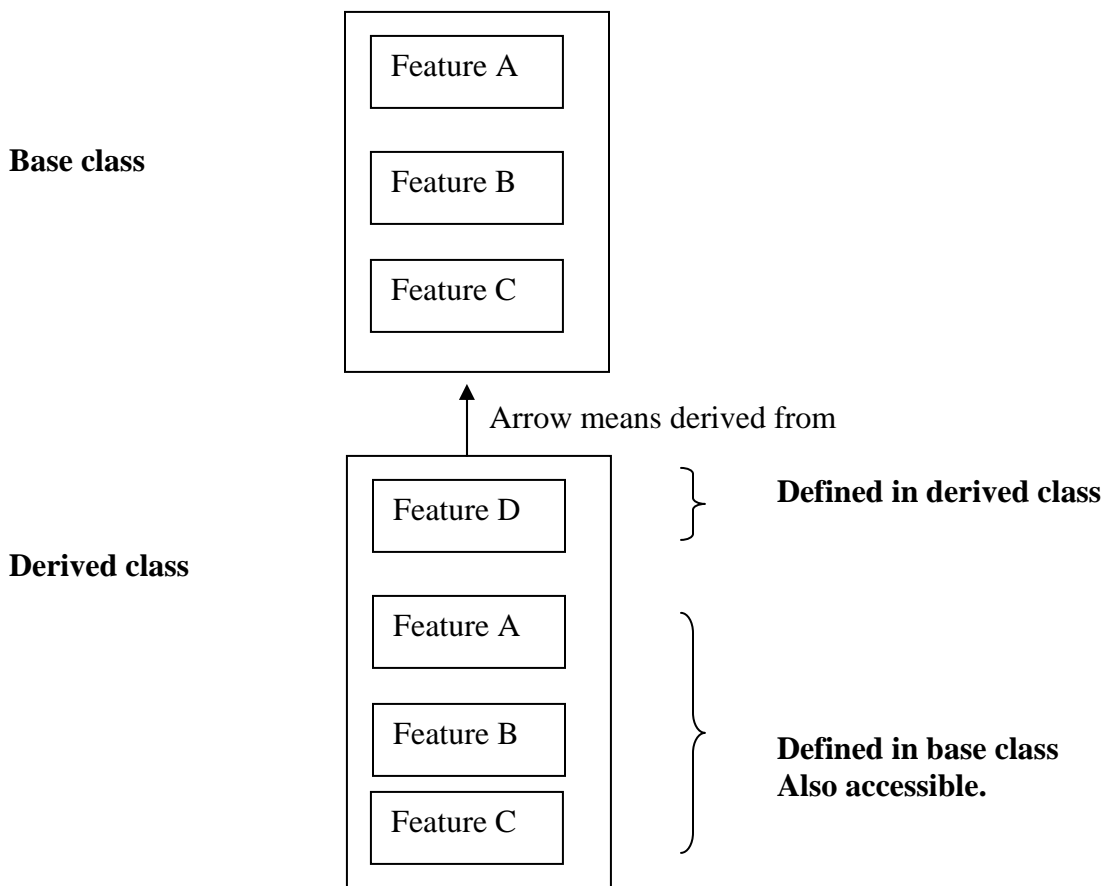 Feature A
Base class
Feature B
Feature C
Arrow means derived from
Feature D
Defined in derived class
Derived class
Feature A
Feature B
Defined in base class
Also accessible.
Feature C